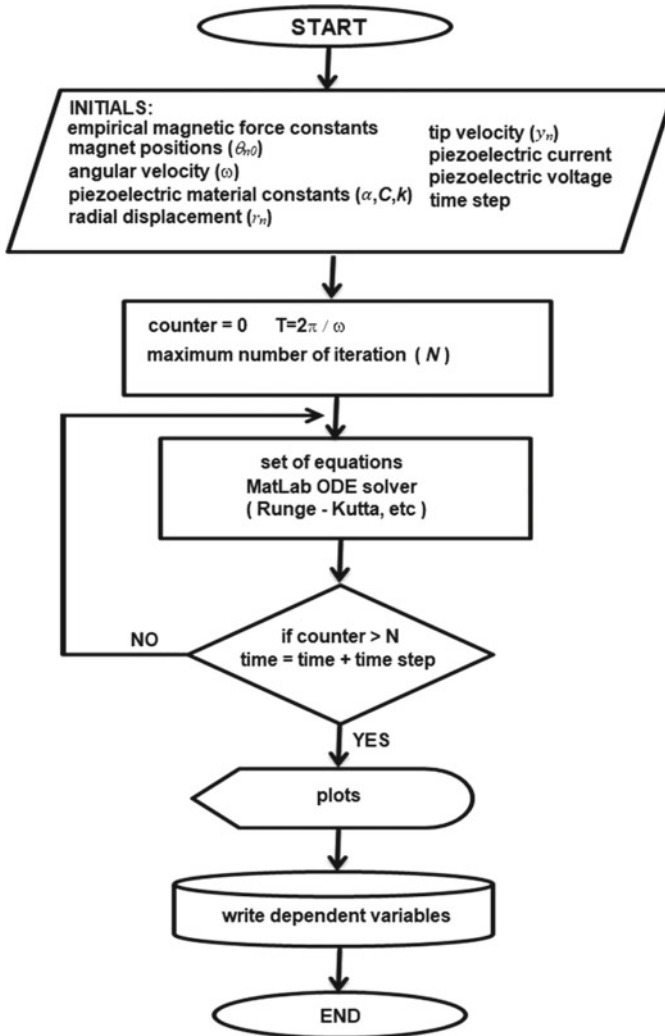 START
INITIALS:
empirical magnetic force constants
magnet positions (θn0)
angular velocity (ω)
piezoelectric material constants (α,C,k)
radial displacement (rn)
tip velocity (yn)
piezoelectric current
piezoelectric voltage
time step
counter = 0 T=2π / ω
maximum number of iteration ( N )
set of equations
MatLab ODE solver
( Runge - Kutta, etc )
NO
if counter > N
time = time + time step
YES
plots
write dependent variables
END